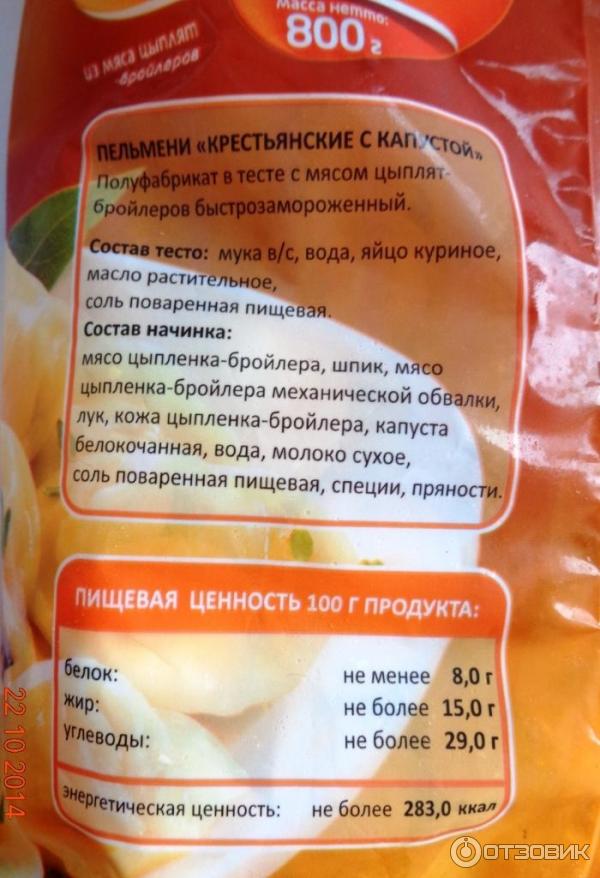 Масса нетто:
800 г
из мяса цыплят
-бройлеров
ПЕЛЬМЕНИ «КРЕСТЬЯНСКИЕ С КАПУСТОЙ»
Полуфабрикат в тесте с мясом цыплят-
бройлеров быстрозамороженный.
Состав тесто: мука в/с, вода, яйцо куриное,
масло растительное,
соль поваренная пищевая.
Состав начинка:
мясо цыпленка-бройлера, шпик, мясо
цыпленка-бройлера механической обвалки,
лук, кожа цыпленка-бройлера, капуста
белокочанная, вода, молоко сухое,
соль поваренная пищевая, специи, пряности.
ПИЩЕВАЯ ЦЕННОСТЬ 100 Г ПРОДУКТА:
белок: не менее 8,0 г
жир: не более 15,0 г
углеводы: не более 29,0 г
энергетическая ценность: не более 283,0 ккал
22 10 2014
ОТЗОВИК